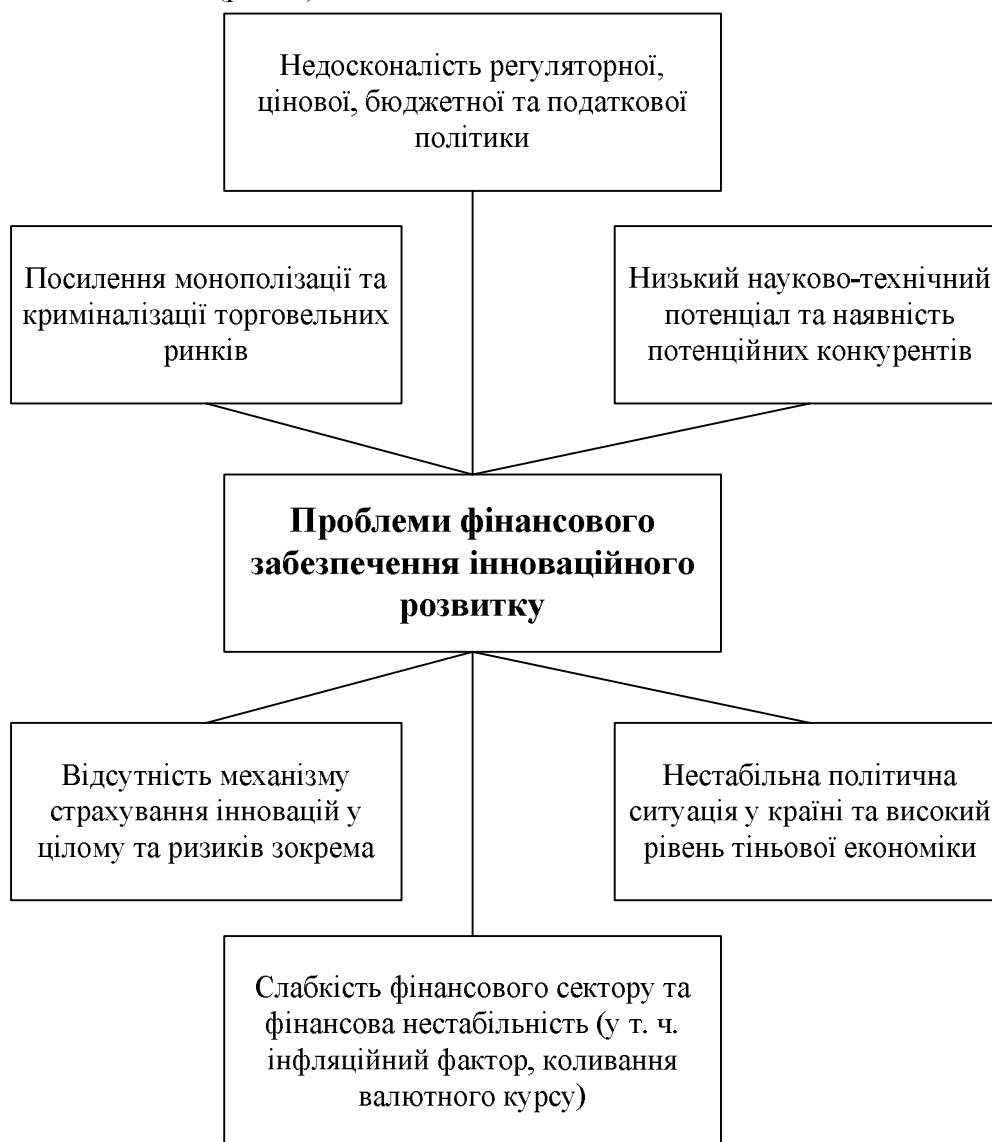 Недосконалість регуляторної,
цінової, бюджетної та податкової
політики
Посилення монополізації та
криміналізації торговельних
ринків
Низький науково-технічний
потенціал та наявність
потенційних конкурентів
Проблеми фінансового
забезпечення інноваційного
розвитку
Відсутність механізму
страхування інновацій у
цілому та ризиків зокрема
Нестабільна політична
ситуація у країні та високий
рівень тіньової економіки
Слабкість фінансового сектору та
фінансова нестабільність (у т. ч.
інфляційний фактор, коливання
валютного курсу)